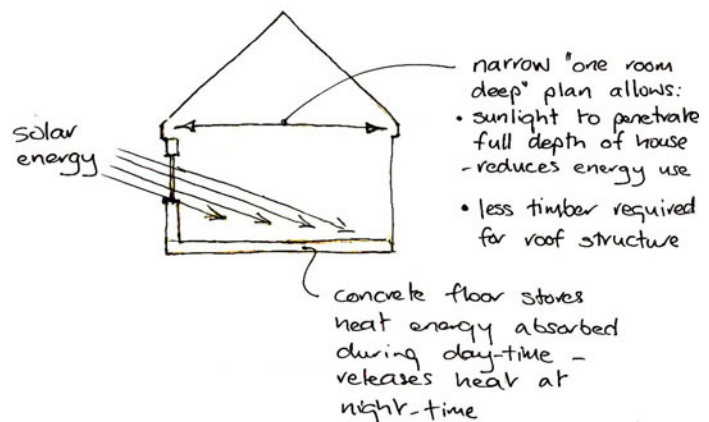 solar
energy
narrow "one room
deep" plan allows:
• sunlight to penetrate
full depth of house
- reduces energy use
• less timber required
for roof structure
concrete floor stores
heat energy absorbed
during day-time -
releases heat at
night-time